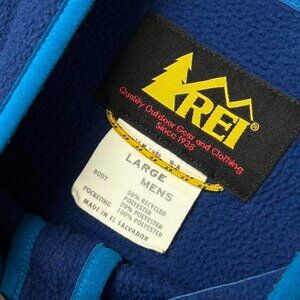 REI®
Quality Outdoor Gear and Clothing
Since 1938
LARGE
MENS
BODY
50% RECYCLED
POLYESTER
POCKETING
20% POLYESTER
100% POLYESTER
MADE IN EL SALVADOR